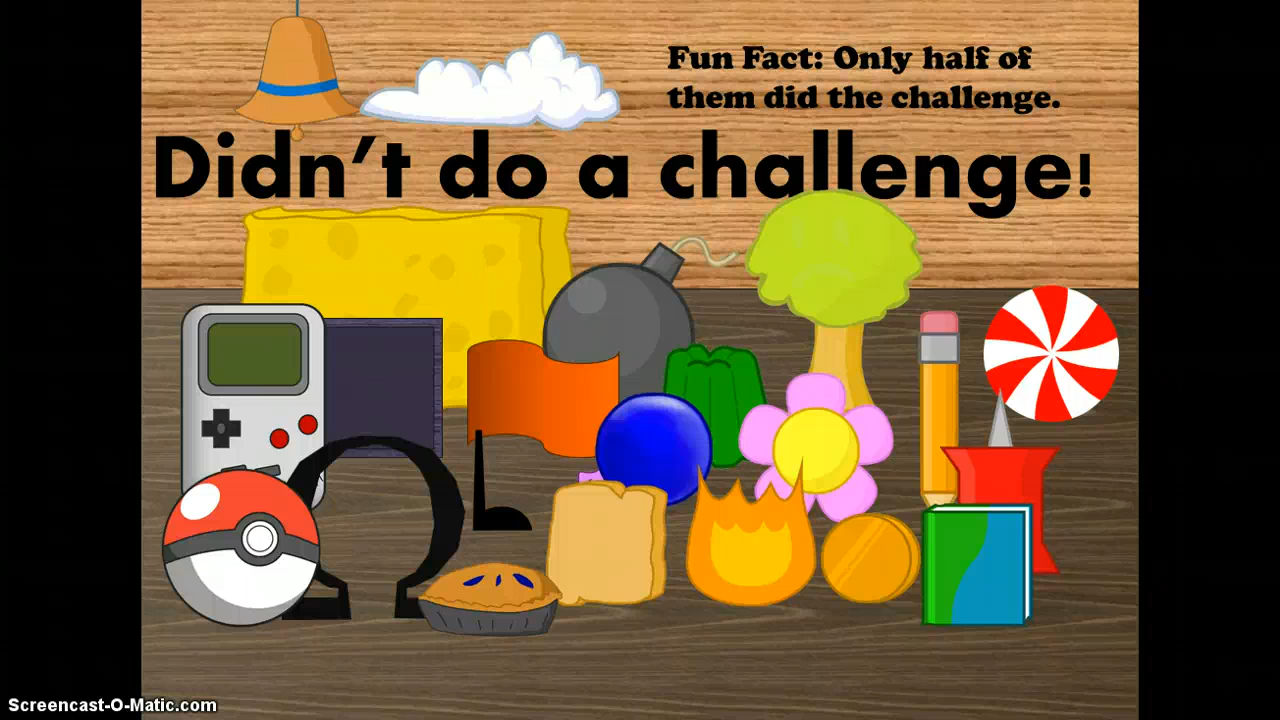 Fun Fact: Only half of
them did the challenge.
Didn't do a challenge!
Screencast-O-Matic.com